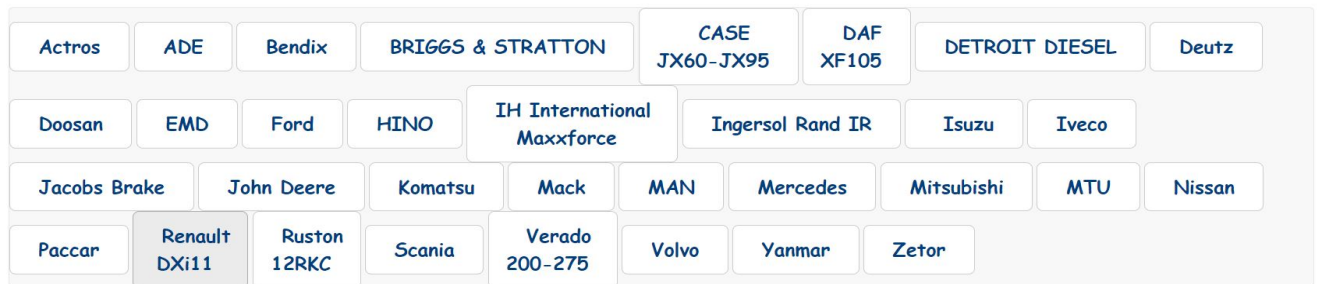 Actros ADE Bendix BRIGGS & STRATTON CASE JX60-JX95 DAF XF105 DETROIT DIESEL Deutz
Doosan EMD Ford HINO IH International Maxxforce Ingersol Rand IR Isuzu Iveco
Jacobs Brake John Deere Komatsu Mack MAN Mercedes Mitsubishi MTU Nissan
Paccar Renault DXi11 Ruston 12RKC Scania Verado 200-275 Volvo Yanmar Zetor